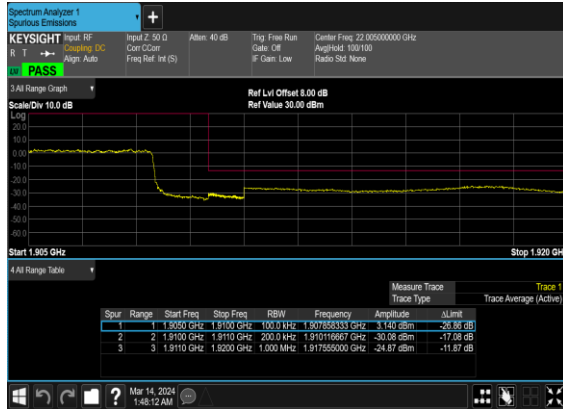 Spectrum Analyzer 1
Spurious Emissions
KEYSIGHT Input: RF Input Z: 50 Ω Atten: 40 dB Trig: Free Run Center Freq: 22.005000000 GHz
R T Coupling: DC Corr CCorr Gate: Off Avg|Hold: 100/100
Align: Auto Freq Ref: Int (S) IF Gain: Low Radio Std: None
PASS
3 All Range Graph
Ref Lvl Offset 8.00 dB
Scale/Div 10.0 dB Ref Value 30.00 dBm
Log
20.0
10.0
0.00
-10.0
-20.0
-30.0
-40.0
-50.0
-60.0
Start 1.905 GHz Stop 1.920 GH
4 All Range Table
Measure Trace Trace 1
Trace Type Trace Average (Active)
Spur Range Start Freq Stop Freq RBW Frequency Amplitude ΔLimit
1 1 1.9050 GHz 1.9100 GHz 100.0 kHz 1.907858333 GHz 3.140 dBm -26.86 dB
2 2 1.9100 GHz 1.9110 GHz 200.0 kHz 1.910116667 GHz -30.08 dBm -17.08 dB
3 3 1.9110 GHz 1.9200 GHz 1.000 MHz 1.917555000 GHz -24.87 dBm -11.87 dB
Mar 14, 2024
1:48:12 AM